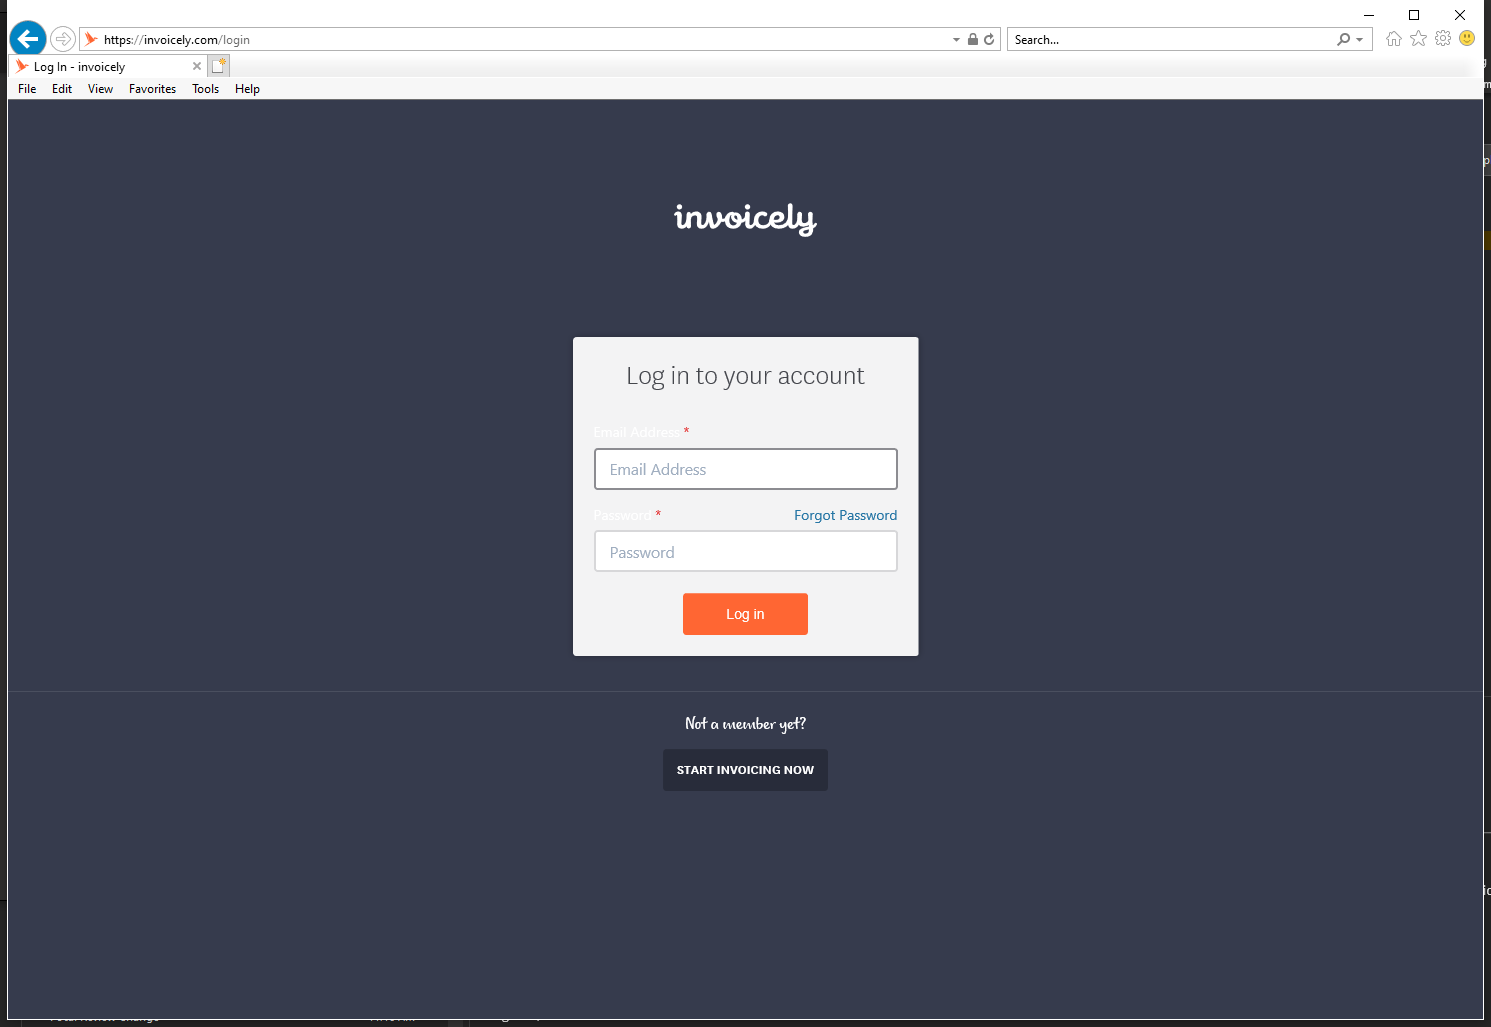 https://invoicely.com/login
Search...
Log In - invoicely
File Edit View Favorites Tools Help
invoicely
Log in to your account
Email Address *
Email Address
Password * Forgot Password
Password
Log in
Not a member yet?
START INVOICING NOW